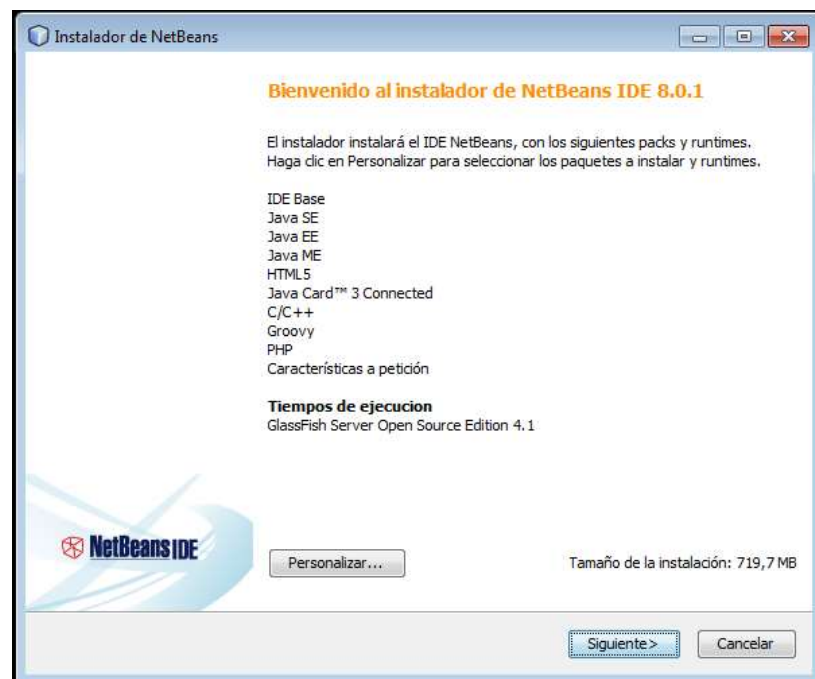 Instalador de NetBeans
Bienvenido al instalador de NetBeans IDE 8.0.1
El instalador instalará el IDE NetBeans, con los siguientes packs y runtimes.
Haga clic en Personalizar para seleccionar los paquetes a instalar y runtimes.
IDE Base
Java SE
Java EE
Java ME
HTML5
Java Card™ 3 Connected
C/C++
Groovy
PHP
Características a petición
Tiempos de ejecucion
GlassFish Server Open Source Edition 4.1
NetBeans IDE
Personalizar...
Tamaño de la instalación: 719,7 MB
Siguiente>
Cancelar